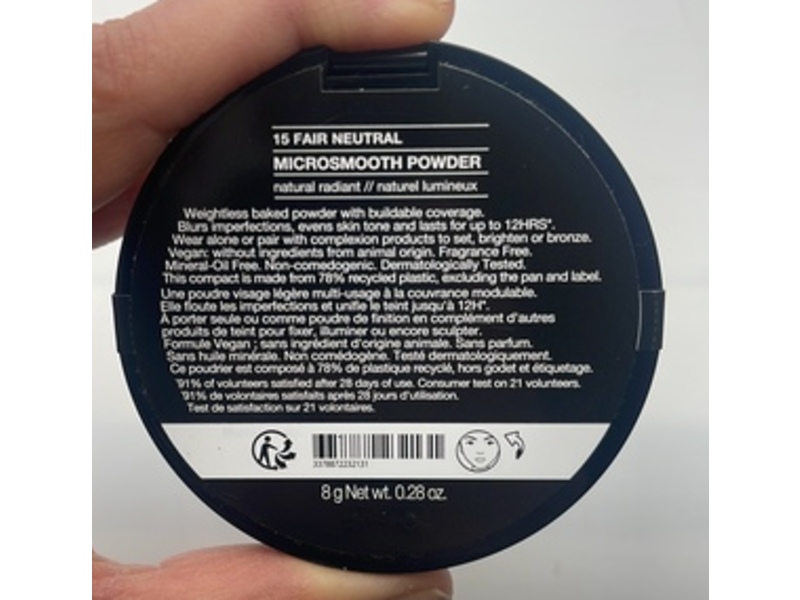 15 FAIR NEUTRAL
MICROSMOOTH POWDER
natural radiant // naturel lumineux
Weightless baked powder with buildable coverage.
Blurs imperfections, evens skin tone and lasts for up to 12HRS*.
Wear alone or pair with complexion products to set, brighten or bronze.
Vegan: without ingredients from animal origin. Fragrance Free.
Mineral-Oil Free. Non-comedogenic. Dermatologically Tested.
This compact is made from 78% recycled plastic, excluding the pan and label.
Une poudre visage légère multi-usage à la couvrance modulable.
Elle floute les imperfections et unifie le teint jusqu'à 12H*.
À porter seule ou comme poudre de finition en complément d'autres
produits de teint pour fixer, illuminer ou encore sculpter.
Formule Vegan ; sans ingrédient d'origine animale. Sans parfum.
Sans huile minérale. Non comédogène. Testé dermatologiquement.
Ce poudrier est composé à 78% de plastique recyclé, hors godet et étiquetage.
*91% of volunteers satisfied after 28 days of use. Consumer test on 21 volunteers.
*91% de volontaires satisfaits après 28 jours d'utilisation.
Test de satisfaction sur 21 volontaires.
3378872232131
8 g Net wt. 0.28 oz.